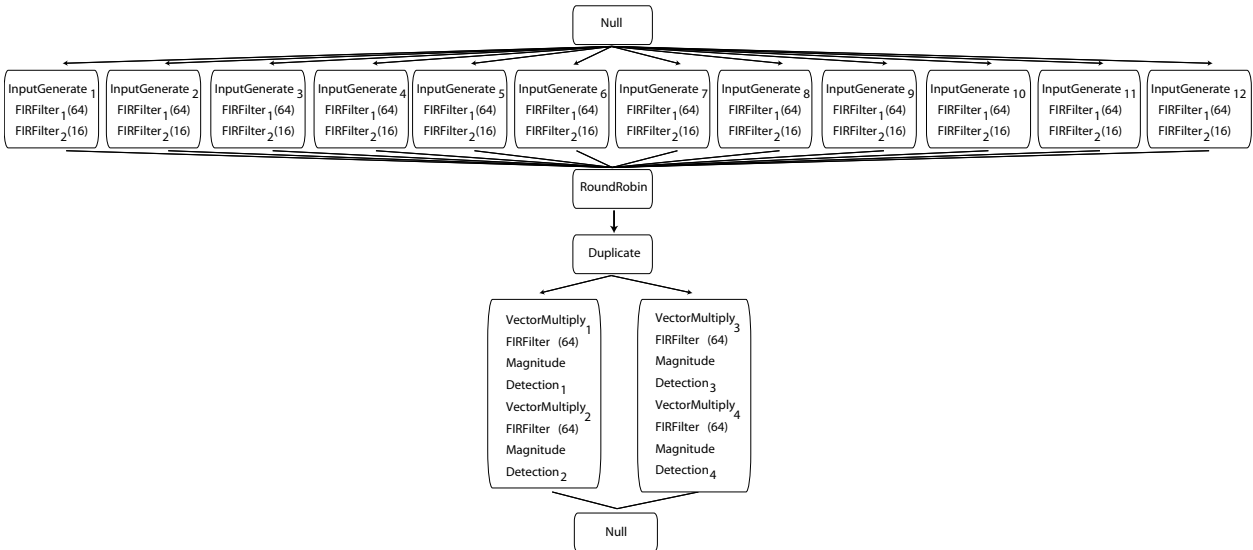 Null
InputGenerate 1
FIRFilter 1(64)
FIRFilter 2(16)
InputGenerate 2
FIRFilter 1(64)
FIRFilter 2(16)
InputGenerate 3
FIRFilter 1(64)
FIRFilter 2(16)
InputGenerate 4
FIRFilter 1(64)
FIRFilter 2(16)
InputGenerate 5
FIRFilter 1(64)
FIRFilter 2(16)
InputGenerate 6
FIRFilter 1(64)
FIRFilter 2(16)
InputGenerate 7
FIRFilter 1(64)
FIRFilter 2(16)
InputGenerate 8
FIRFilter 1(64)
FIRFilter 2(16)
InputGenerate 9
FIRFilter 1(64)
FIRFilter 2(16)
InputGenerate 10
FIRFilter 1(64)
FIRFilter 2(16)
InputGenerate 11
FIRFilter 1(64)
FIRFilter 2(16)
InputGenerate 12
FIRFilter 1(64)
FIRFilter 2(16)
RoundRobin
Duplicate
VectorMultiply 1
FIRFilter (64)
Magnitude
Detection 1
VectorMultiply 2
FIRFilter (64)
Magnitude
Detection 2
VectorMultiply 3
FIRFilter (64)
Magnitude
Detection 3
VectorMultiply 4
FIRFilter (64)
Magnitude
Detection 4
Null